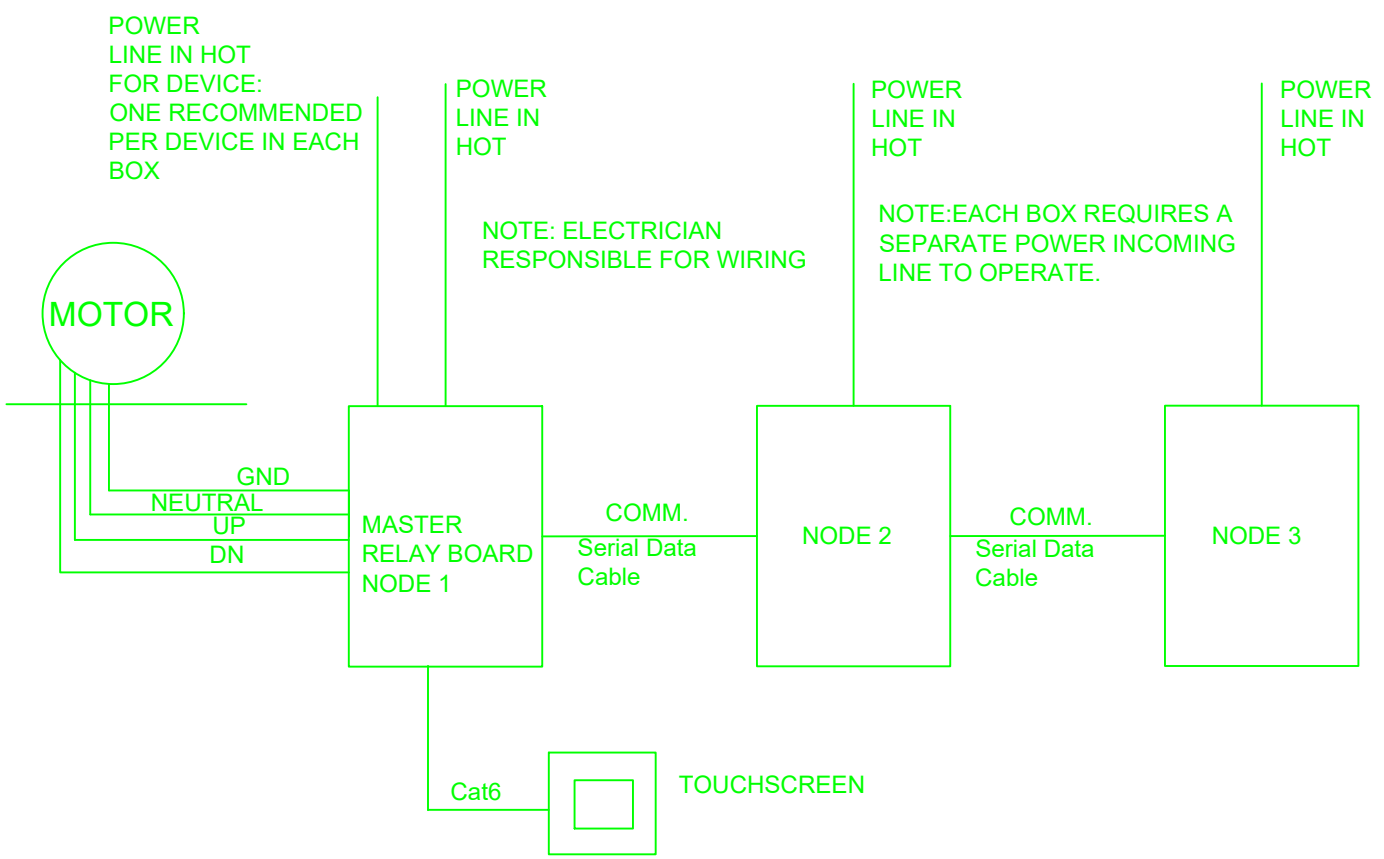 POWER
LINE IN HOT
FOR DEVICE:
ONE RECOMMENDED
PER DEVICE IN EACH
BOX
POWER
LINE IN
HOT
POWER
LINE IN
HOT
POWER
LINE IN
HOT
NOTE: ELECTRICIAN
RESPONSIBLE FOR WIRING
NOTE:EACH BOX REQUIRES A
SEPARATE POWER INCOMING
LINE TO OPERATE.
MOTOR
GND
NEUTRAL
UP
DN
MASTER
RELAY BOARD
NODE 1
COMM.
Serial Data
Cable
NODE 2
COMM.
Serial Data
Cable
NODE 3
Cat6
TOUCHSCREEN